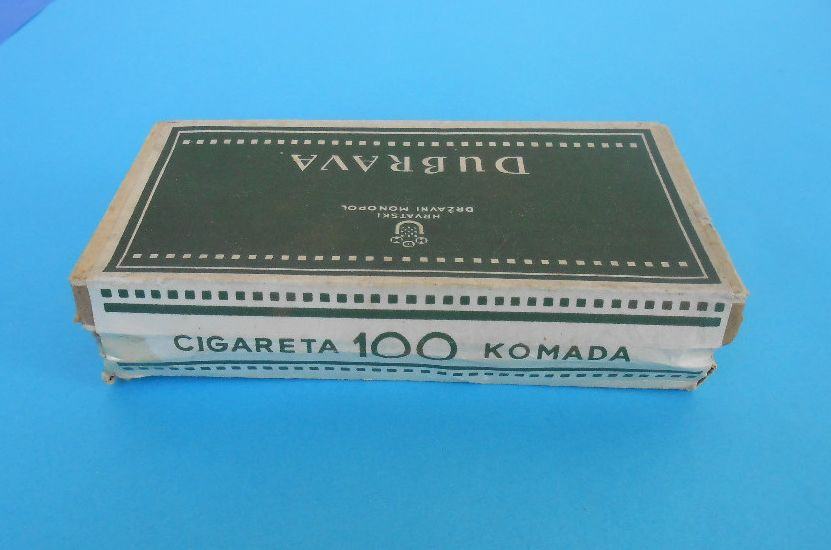 DUBRAVA
HRVATSKI
DRŽAVNI MONOPOL
CIGARETA 100 KOMADA